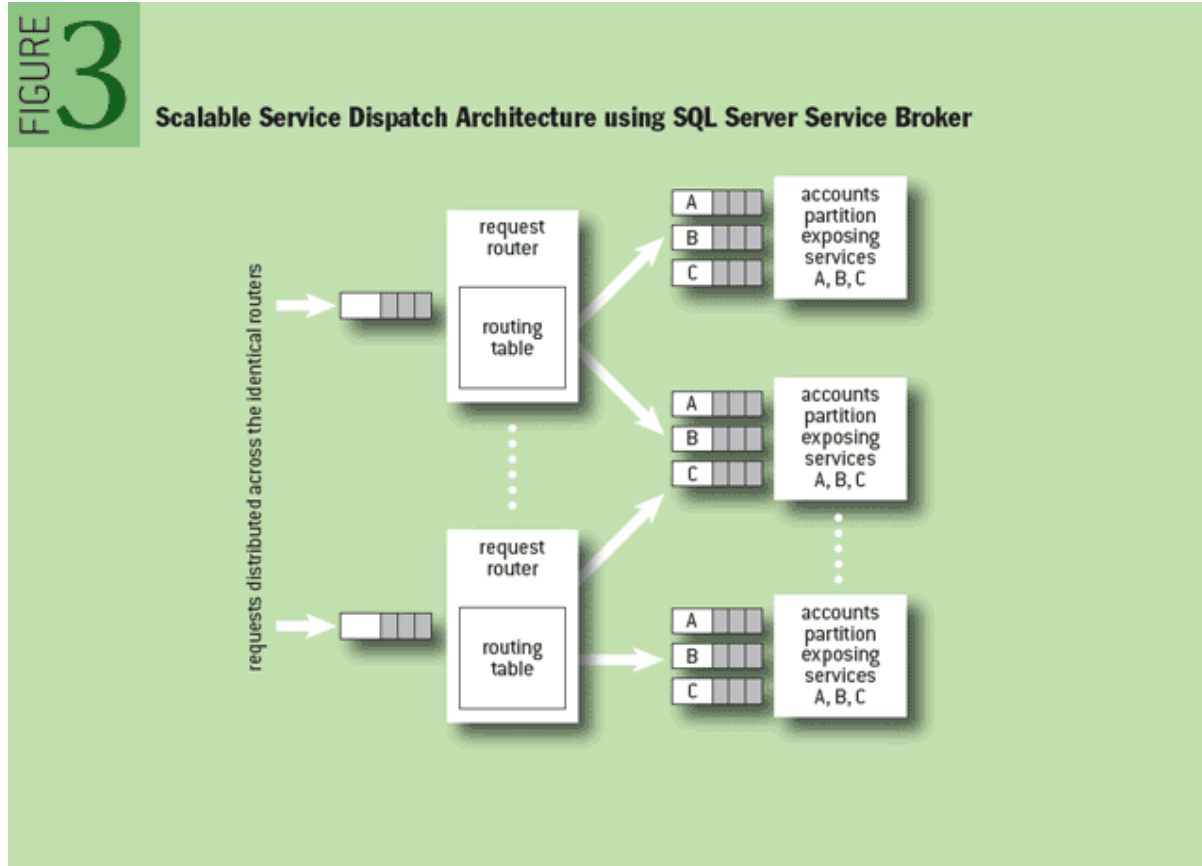 FIGURE
3
Scalable Service Dispatch Architecture using SQL Server Service Broker
requests distributed across the identical routers
request
router
routing
table
A
B
C
accounts
partition
exposing
services
A, B, C
A
B
C
accounts
partition
exposing
services
A, B, C
request
router
routing
table
A
B
C
accounts
partition
exposing
services
A, B, C